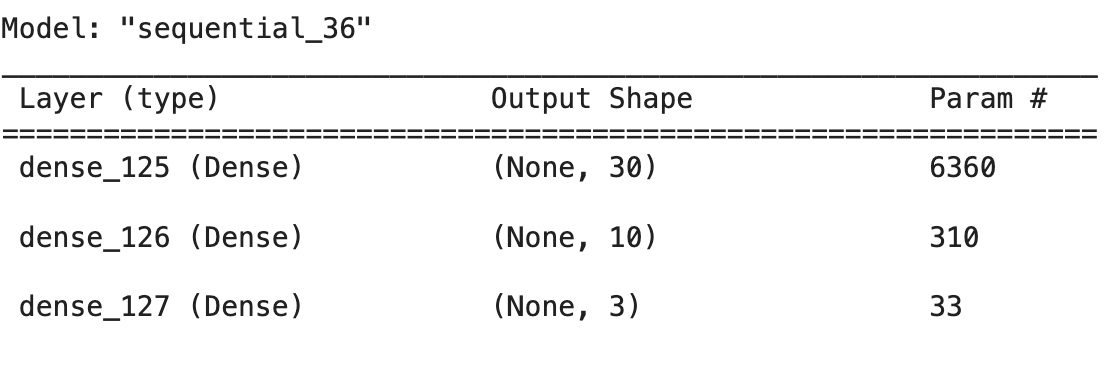 Model: "sequential_36"
Layer (type) Output Shape Param #
dense_125 (Dense) (None, 30) 6360
dense_126 (Dense) (None, 10) 310
dense_127 (Dense) (None, 3) 33